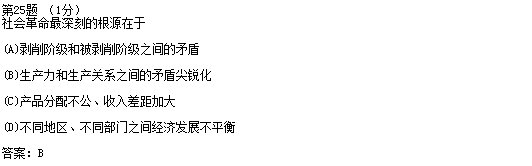 第25题 （1分）
社会革命最深刻的根源在于
(A)剥削阶级和被剥削阶级之间的矛盾
(B)生产力和生产关系之间的矛盾尖锐化
(C)产品分配不公、收入差距加大
(D)不同地区、不同部门之间经济发展不平衡
答案：B